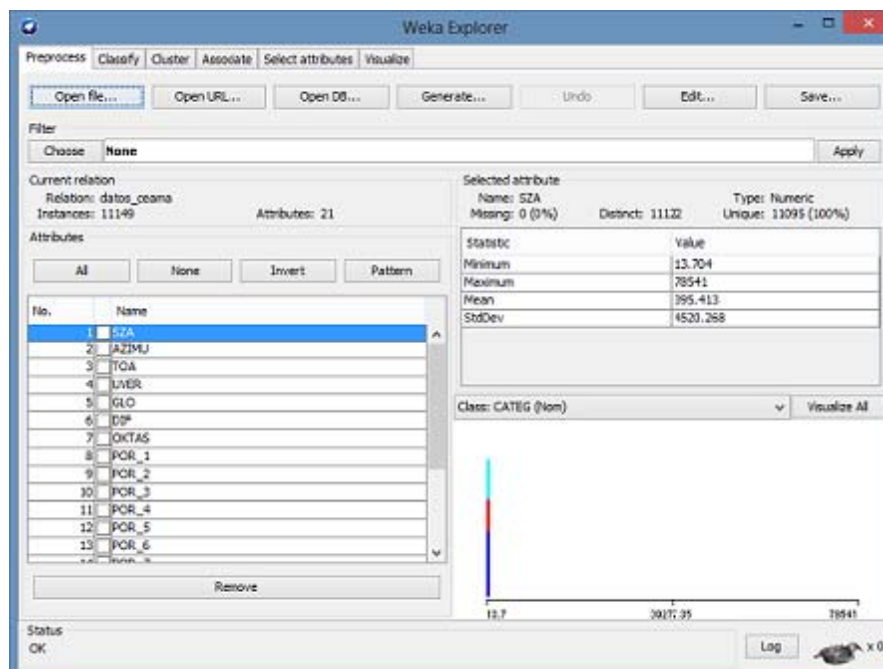 Weka Explorer
Preprocess Classify Cluster Associate Select attributes Visualize
Open file... Open URL... Open DB... Generate... Undo Edit... Save...
Filter
Choose None Apply
Current relation
Relation: datos_ceama
Instances: 11149 Attributes: 21
Attributes
All None Invert Pattern
No. Name
1 SZA
2 AZIMU
3 TOA
4 UVER
5 GLO
6 DIF
7 OKTAS
8 POR_1
9 POR_2
10 POR_3
11 POR_4
12 POR_5
13 POR_6
Remove
Selected attribute
Name: SZA Type: Numeric
Missing: 0 (0%) Distinct: 11122 Unique: 11095 (100%)
Statistic Value
Minimum 13.704
Maximum 78541
Mean 395.413
StdDev 4520.268
Class: CATEG (Nom) Visualize All
13.7 39277.35 78541
Status
OK
Log x 0